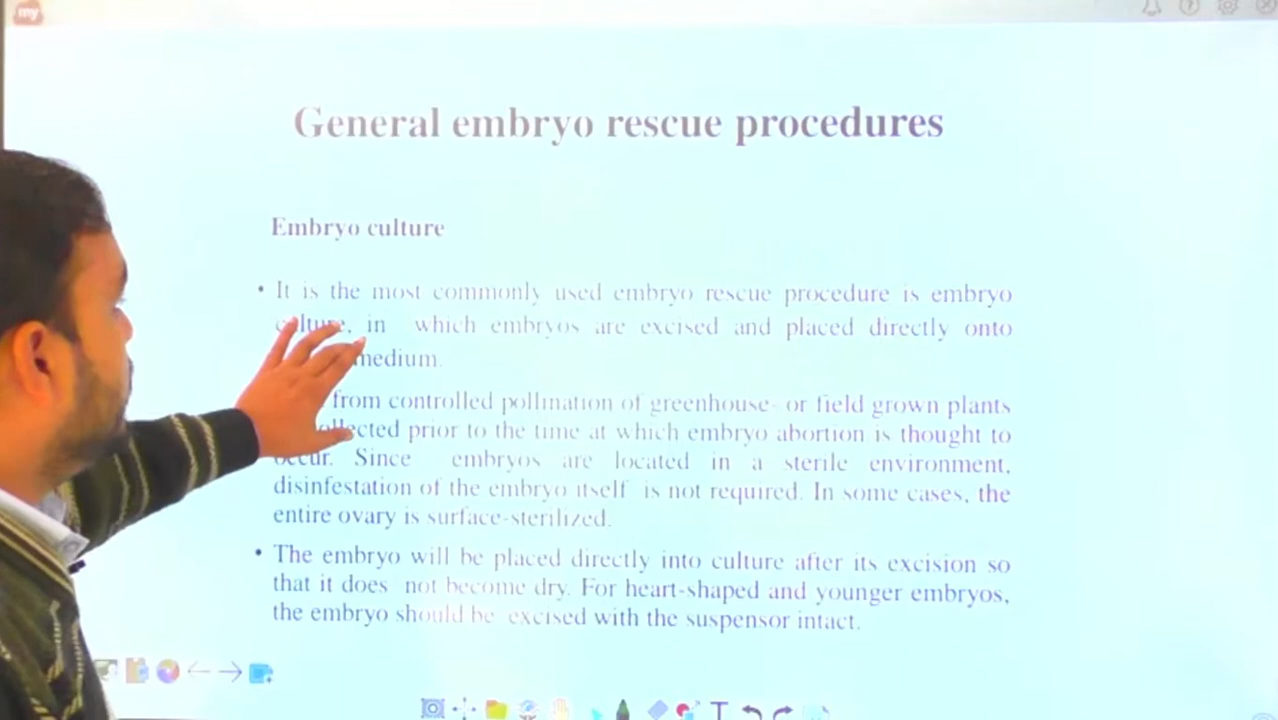 my
General embryo rescue procedures
Embryo culture
• It is the most commonly used embryo rescue procedure is embryo
culture, in which embryos are excised and placed directly onto
medium.
from controlled pollination of greenhouse- or field grown plants
prior to the time at which embryo abortion is thought to
occur. Since embryos are located in a sterile environment,
disinfestation of the embryo itself is not required. In some cases, the
entire ovary is surface-sterilized.
• The embryo will be placed directly into culture after its excision so
that it does not become dry. For heart-shaped and younger embryos,
the embryo should be excised with the suspensor intact.